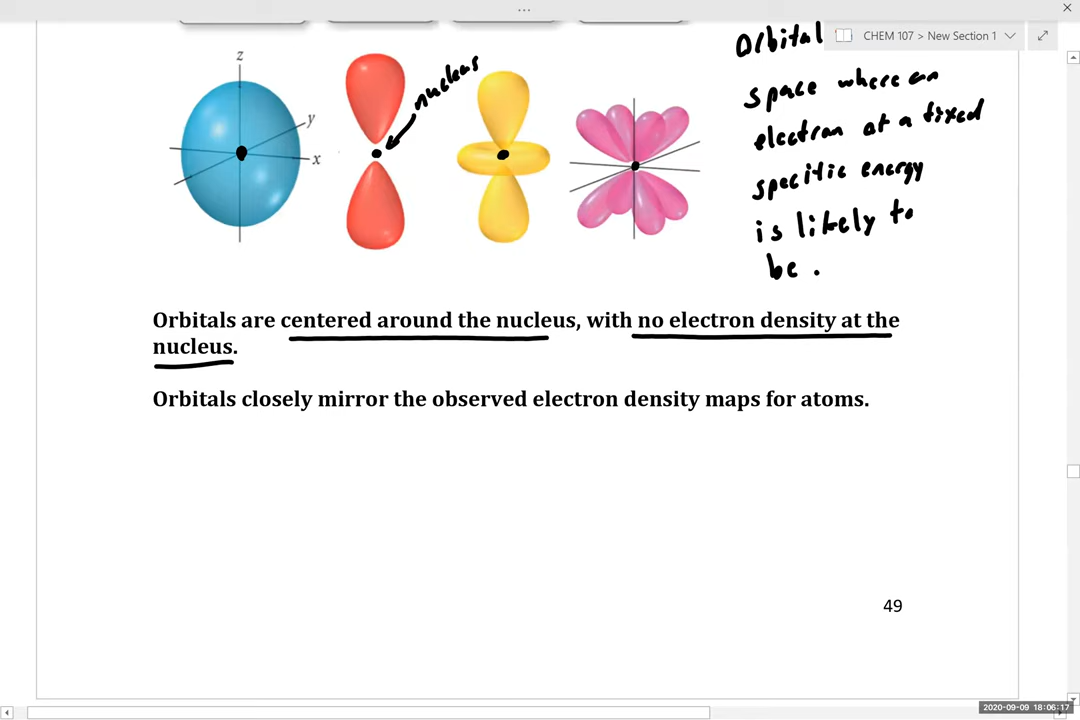 ...
CHEM 107 > New Section 1
Orbital
space where an
electron at a fixed
specific energy
is likely to
be.
z
y
x
nucleus
Orbitals are centered around the nucleus, with no electron density at the
nucleus.
Orbitals closely mirror the observed electron density maps for atoms.
49
2020-09-09 18:06:17